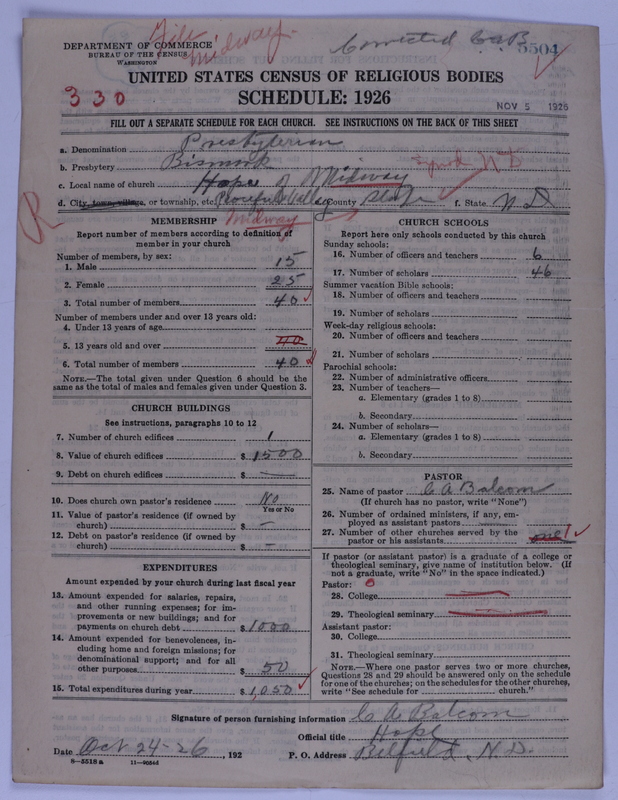 DEPARTMENT OF COMMERCE
BUREAU OF THE CENSUS
WASHINGTON
File
Midway
Corrected CaB
5504
UNITED STATES CENSUS OF RELIGIOUS BODIES
330
SCHEDULE: 1926
NOV 5 1926
FILL OUT A SEPARATE SCHEDULE FOR EACH CHURCH. SEE INSTRUCTIONS ON THE BACK OF THIS SHEET
a. Denomination Presbyterian
b. Presbytery Bismark
Synod ND
c. Local name of church Hope Midway
d. City, town, village, or township, etc. Peaceful Valley e. County Slope f. State N D
R
Midway
MEMBERSHIP
Report number of members according to definition of
member in your church
Number of members, by sex:
1. Male 15
2. Female 25
3. Total number of members 40
Number of members under and over 13 years old:
4. Under 13 years of age
5. 13 years old and over 40
6. Total number of members 40
NOTE.—The total given under Question 6 should be the
same as the total of males and females given under Question 3.
CHURCH BUILDINGS
See instructions, paragraphs 10 to 12
7. Number of church edifices 1
8. Value of church edifices $ 1500
9. Debt on church edifices $ —
10. Does church own pastor's residence No
Yes or No
11. Value of pastor's residence (if owned by
church) $ —
12. Debt on pastor's residence (if owned by
church) $ —
EXPENDITURES
Amount expended by your church during last fiscal year
13. Amount expended for salaries, repairs,
and other running expenses; for im-
provements or new buildings; and for
payments on church debt $ 1000
14. Amount expended for benevolences, in-
cluding home and foreign missions; for
denominational support; and for all
other purposes $ 50
15. Total expenditures during year $ 1,050
CHURCH SCHOOLS
Report here only schools conducted by this church
Sunday schools:
16. Number of officers and teachers 6
17. Number of scholars 46
Summer vacation Bible schools:
18. Number of officers and teachers
19. Number of scholars
Week-day religious schools:
20. Number of officers and teachers
21. Number of scholars
Parochial schools:
22. Number of administrative officers
23. Number of teachers—
a. Elementary (grades 1 to 8)
b. Secondary
24. Number of scholars—
a. Elementary (grades 1 to 8)
b. Secondary
PASTOR
25. Name of pastor C A Balcom
(If church has no pastor, write "None")
26. Number of ordained ministers, if any, em-
ployed as assistant pastors —
27. Number of other churches served by the
pastor or his assistants one 1
If pastor (or assistant pastor) is a graduate of a college or
theological seminary, give name of institution below. (If
not a graduate, write "No" in the space indicated.)
Pastor: 0
28. College
29. Theological seminary
Assistant pastor:
30. College
31. Theological seminary
NOTE.—Where one pastor serves two or more churches,
Questions 28 and 29 should be answered only on the schedule
for one of the churches; on the schedules for the other churches,
write "See schedule for church."
Signature of person furnishing information C A Balcom
Official title Hope
Date Oct 24-26, 192
P. O. Address Belfield, N.D.
8—5518a 11—9054d